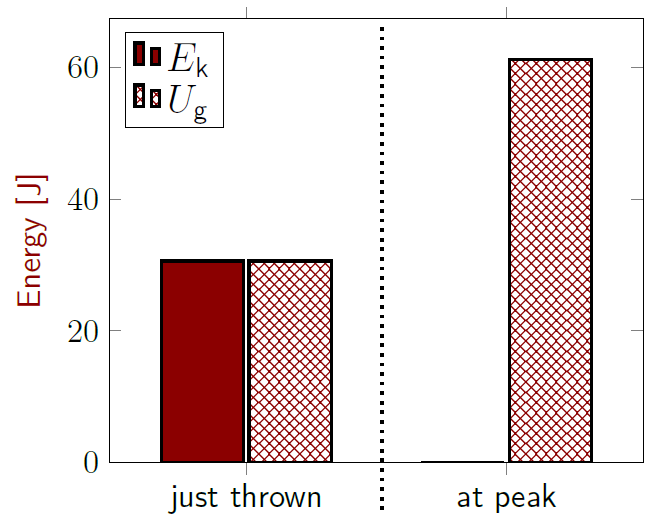 E_k
U_g
60
40
20
0
Energy [J]
just thrown
at peak